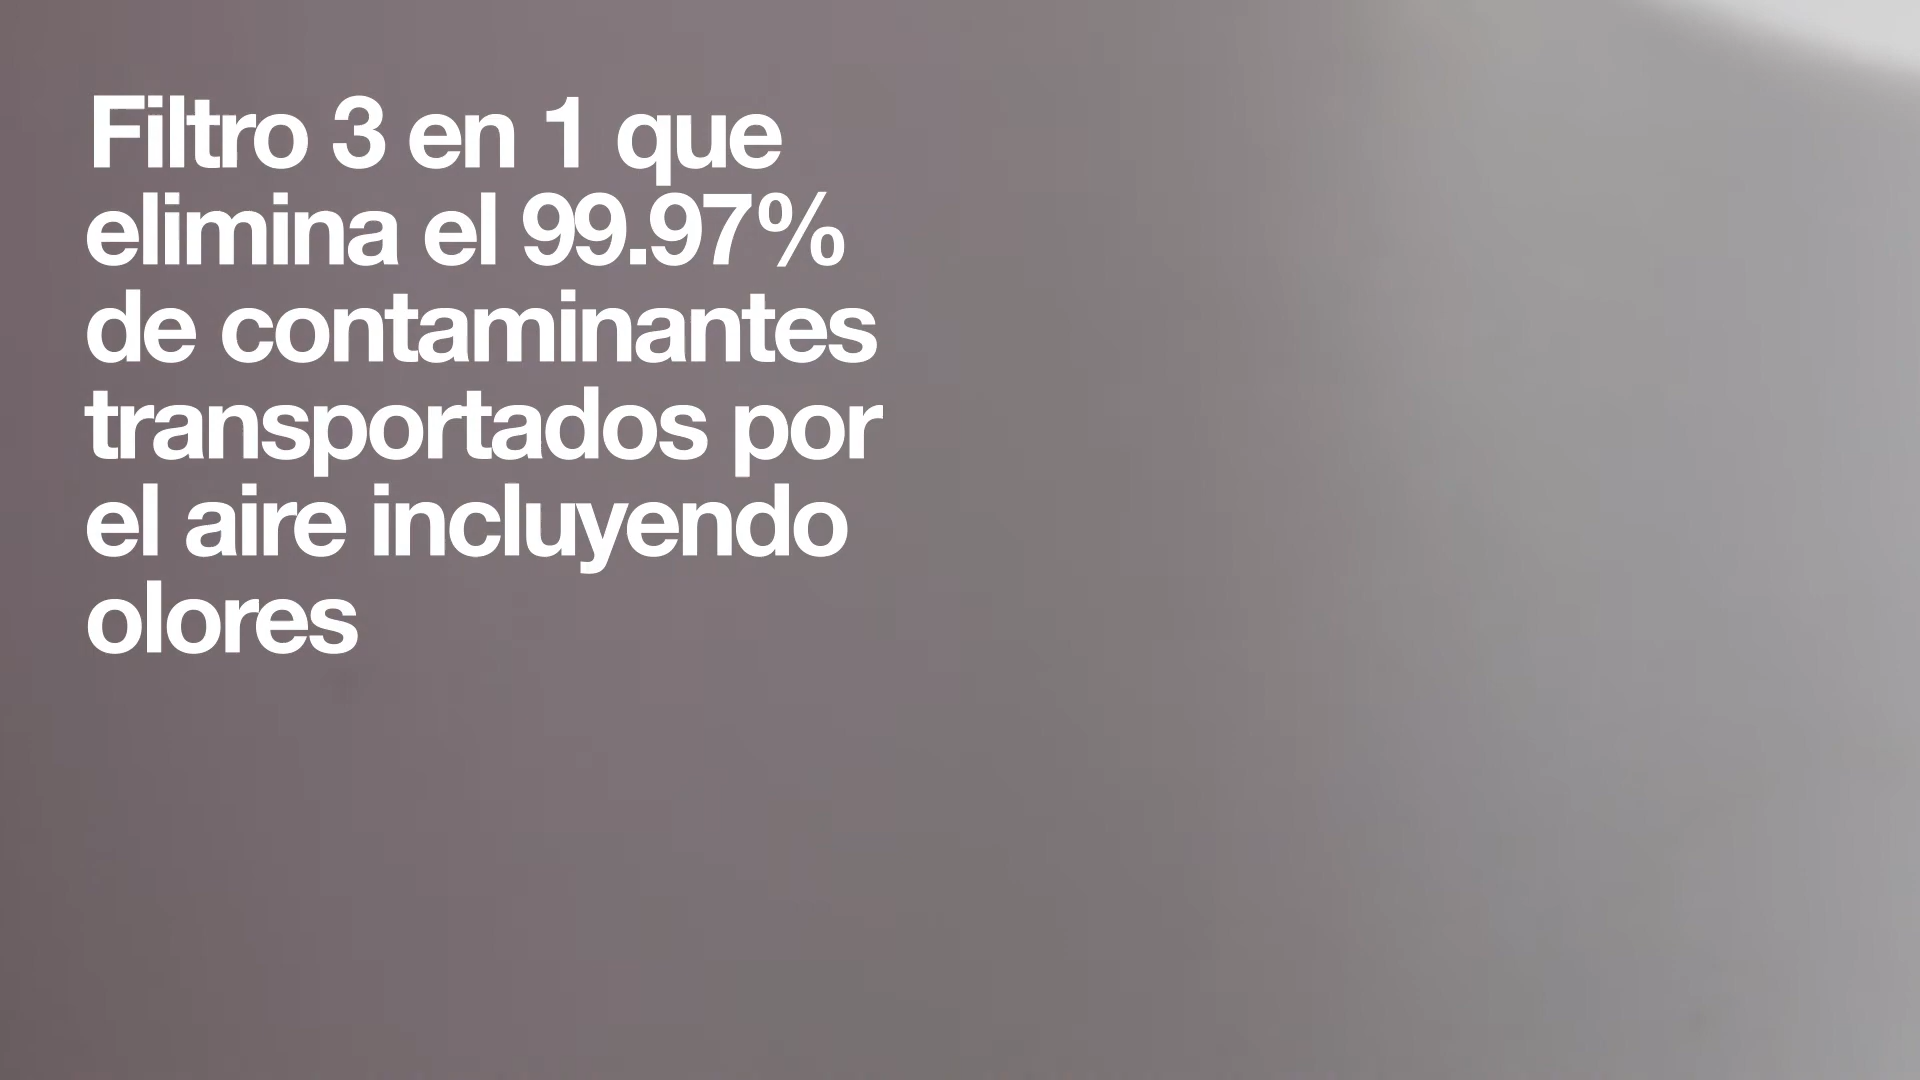 Filtro 3 en 1 que
elimina el 99.97%
de contaminantes
transportados por
el aire incluyendo
olores